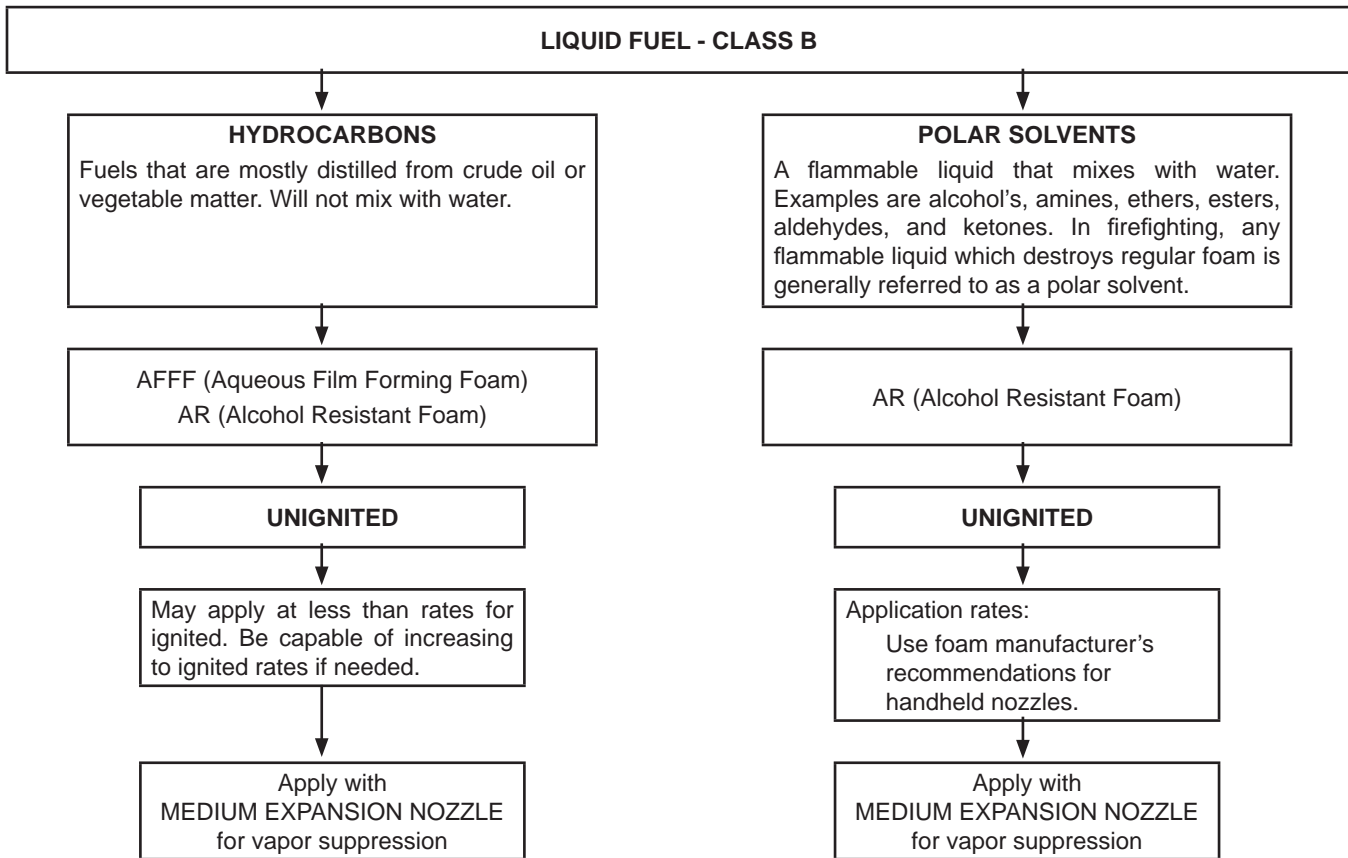 LIQUID FUEL - CLASS B
HYDROCARBONS
Fuels that are mostly distilled from crude oil or
vegetable matter. Will not mix with water.
POLAR SOLVENTS
A flammable liquid that mixes with water.
Examples are alcohol's, amines, ethers, esters,
aldehydes, and ketones. In firefighting, any
flammable liquid which destroys regular foam is
generally referred to as a polar solvent.
AFFF (Aqueous Film Forming Foam)
AR (Alcohol Resistant Foam)
AR (Alcohol Resistant Foam)
UNIGNITED
UNIGNITED
May apply at less than rates for
ignited. Be capable of increasing
to ignited rates if needed.
Application rates:
Use foam manufacturer's
recommendations for
handheld nozzles.
Apply with
MEDIUM EXPANSION NOZZLE
for vapor suppression
Apply with
MEDIUM EXPANSION NOZZLE
for vapor suppression